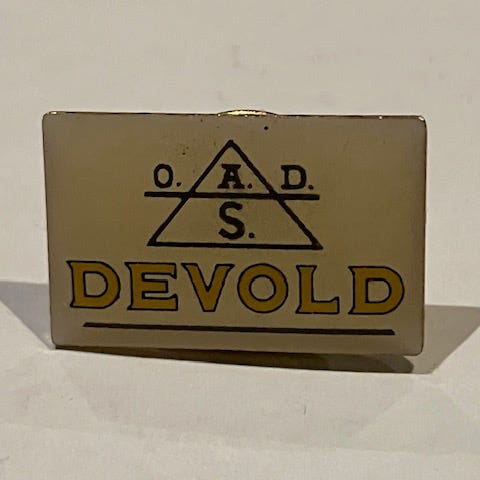 O. A. D.
S.
DEVOLD